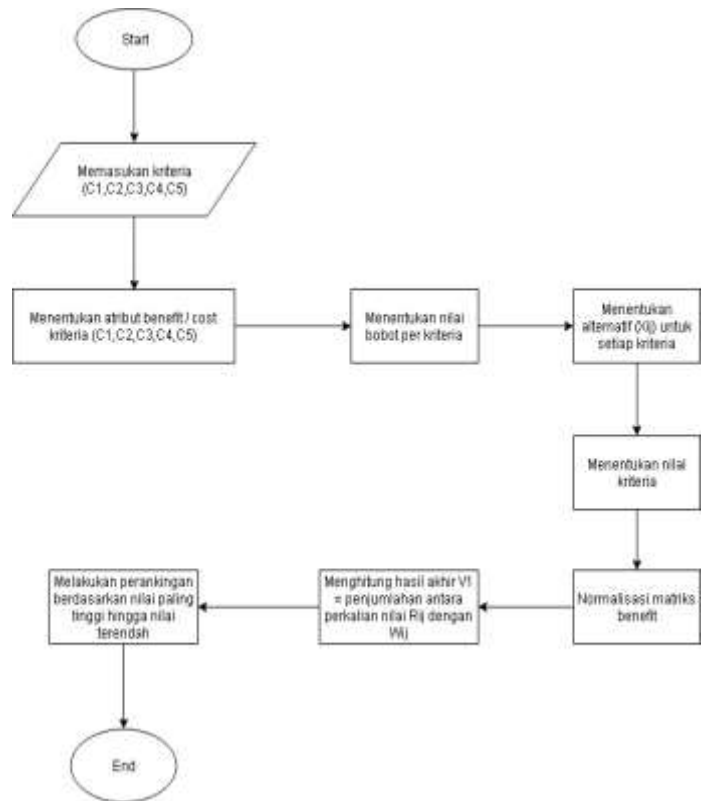 Start
Memasukan kriteria
(C1,C2,C3,C4,C5)
Menentukan atribut benefit / cost
kriteria (C1,C2,C3,C4,C5)
Menentukan nilai
bobot per kriteria
Menentukan
alternatif (Xij) untuk
setiap kriteria
Menentukan nilai
kriteria
Normalisasi matriks
benefit
Menghitung hasil akhir V1
= penjumlahan antara
perkalian nilai Rij dengan
Wij
Melakukan perankingan
berdasarkan nilai paling
tinggi hingga nilai
terendah
End